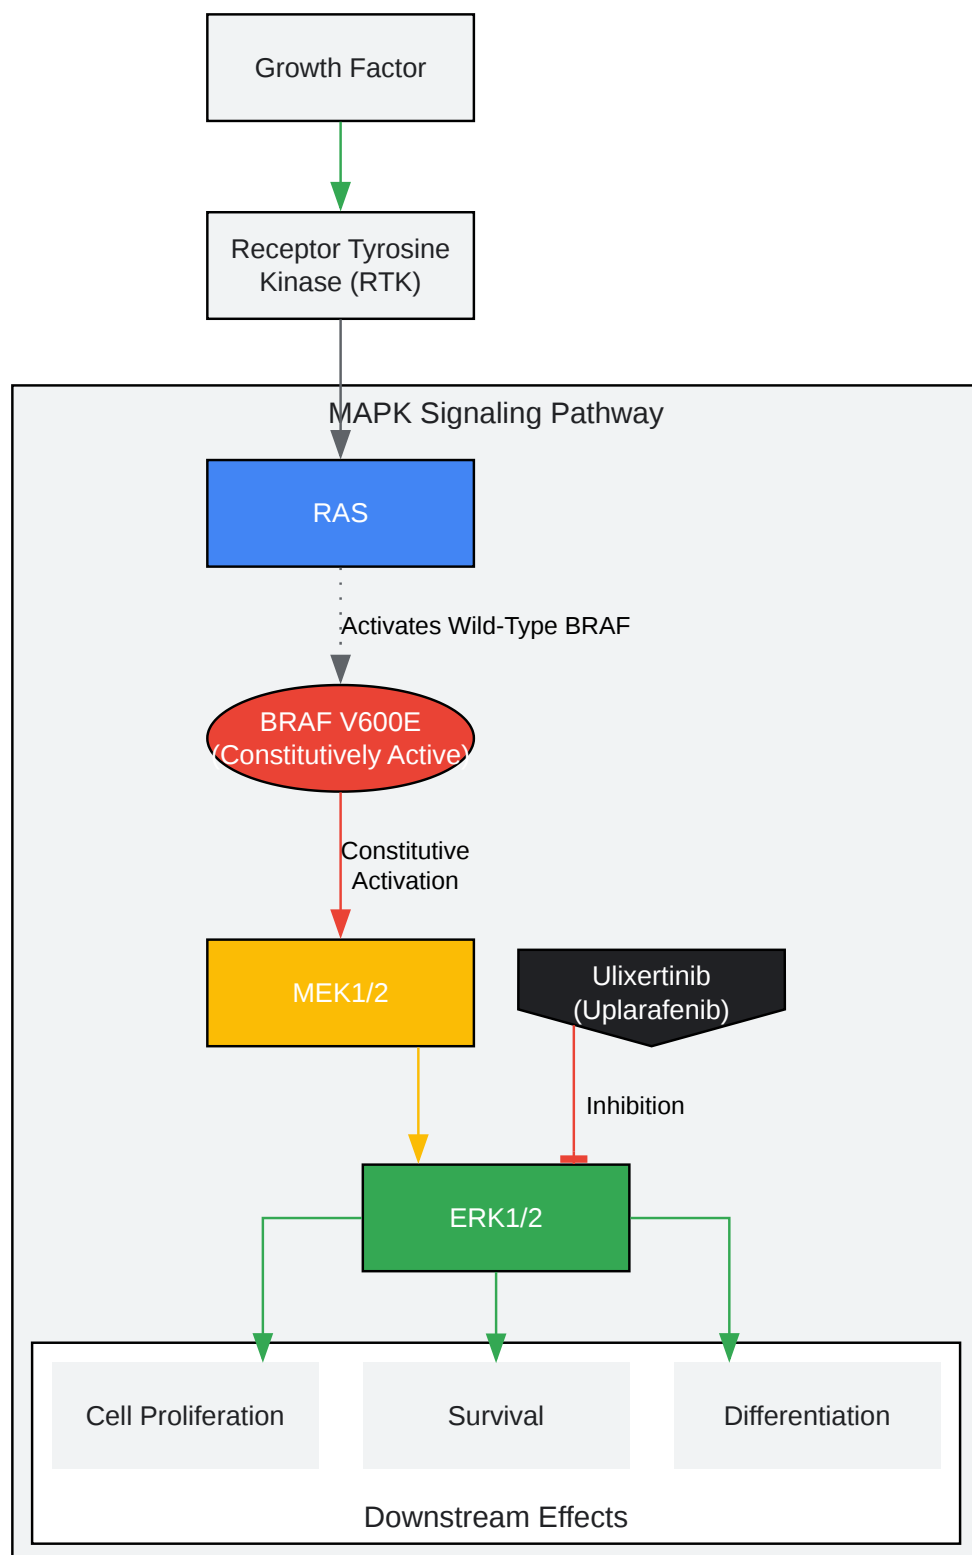 Growth Factor
Receptor Tyrosine
Kinase (RTK)
MAPK Signaling Pathway
RAS
Activates Wild-Type BRAF
BRAF V600E
(Constitutively Active)
Constitutive
Activation
MEK1/2
Ulixertinib
(Uplarafenib)
Inhibition
ERK1/2
Cell Proliferation
Survival
Differentiation
Downstream Effects